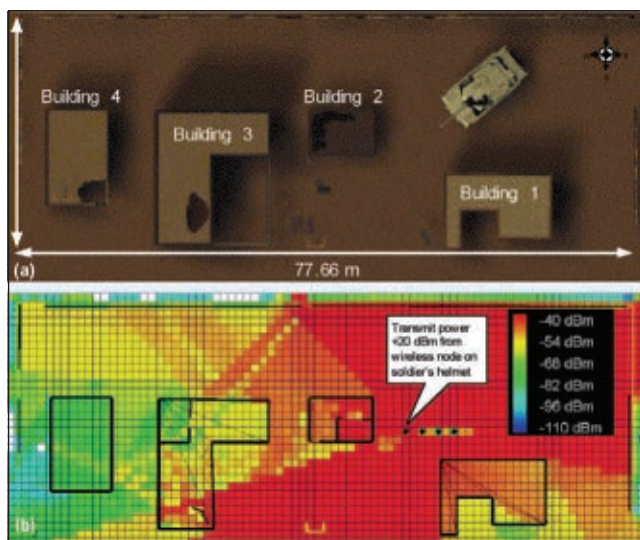 Building 4
Building 3
Building 2
Building 1
77.66 m
(a)
Transmit power
+20 dBm from
wireless node on
soldier's helmet
-40 dBm
-54 dBm
-68 dBm
-82 dBm
-96 dBm
-110 dBm
(b)